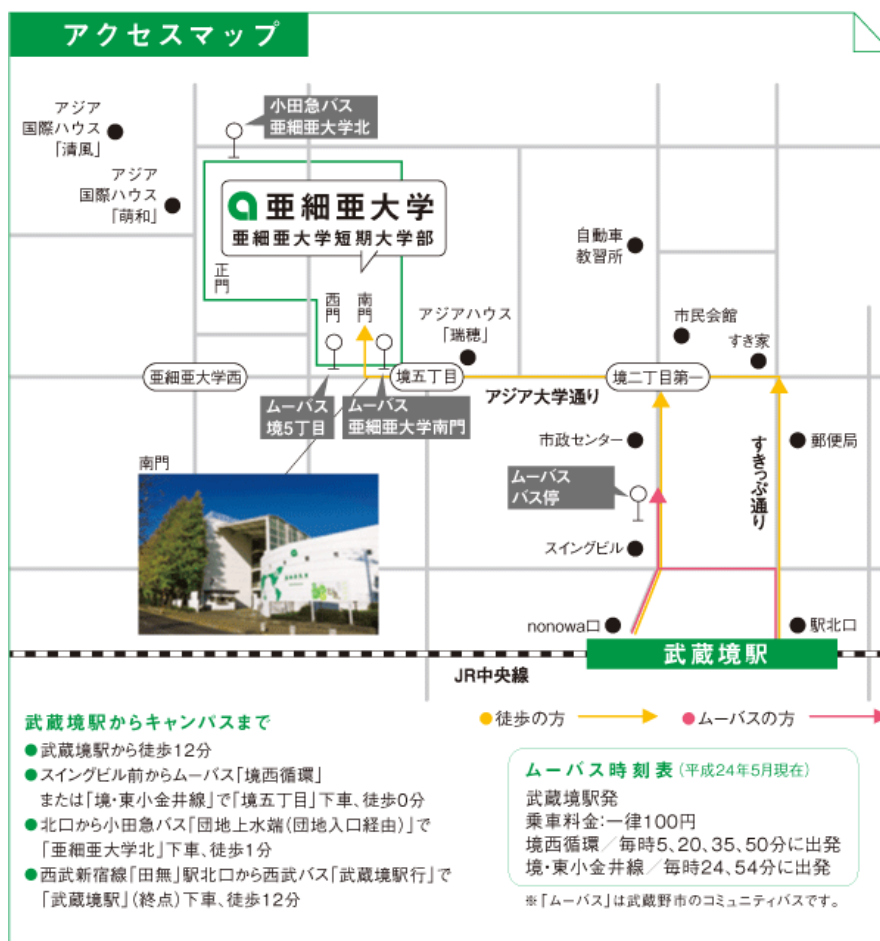 アクセスマップ
小田急バス
亜細亜大学北
アジア
国際ハウス
「清風」
アジア
国際ハウス
「萌和」
亜細亜大学
亜細亜大学短期大学部
正門
西門
南門
自動車
教習所
アジアハウス
「瑞穂」
市民会館
すき家
亜細亜大学西
境五丁目
境二丁目第一
アジア大学通り
ムーバス
境5丁目
ムーバス
亜細亜大学南門
市政センター
郵便局
すきっぷ通り
南門
ムーバス
バス停
スイングビル
nonowa口
駅北口
武蔵境駅
JR中央線
武蔵境駅からキャンパスまで
●武蔵境駅から徒歩12分
●スイングビル前からムーバス「境西循環」
または「境・東小金井線」で「境五丁目」下車、徒歩0分
●北口から小田急バス「団地上水端(団地入口経由)」で
「亜細亜大学北」下車、徒歩1分
●西武新宿線「田無」駅北口から西武バス「武蔵境駅行」で
「武蔵境駅」(終点)下車、徒歩12分
●徒歩の方
●ムーバスの方
ムーバス時刻表(平成24年5月現在)
武蔵境駅発
乗車料金:一律100円
境西循環/毎時5、20、35、50分に出発
境・東小金井線/毎時24、54分に出発
※「ムーバス」は武蔵野市のコミュニティバスです。